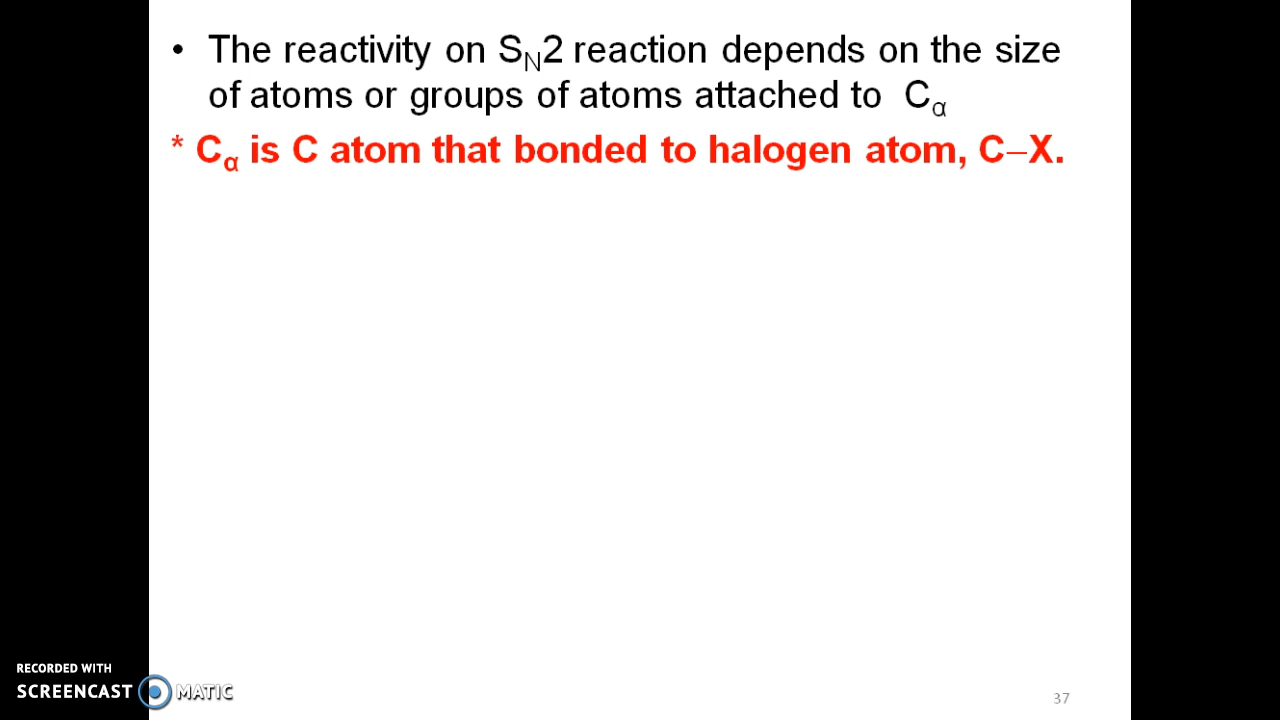 • The reactivity on SN2 reaction depends on the size
of atoms or groups of atoms attached to Cα
* Cα is C atom that bonded to halogen atom, C–X.
RECORDED WITH
SCREENCAST MATIC
37